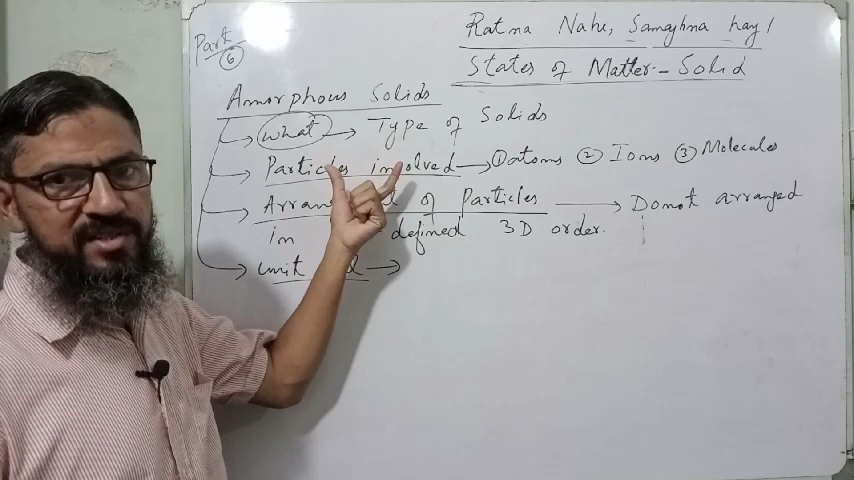 Part
6
Ratna Nahe, Samajhna hay!
States of Matter - Solid
Amorphous Solids
What → Type of Solids
Particles involved → ① atoms ② Ions ③ Molecules
of Particles → Donot arranged
in defined 3D order.
unit →